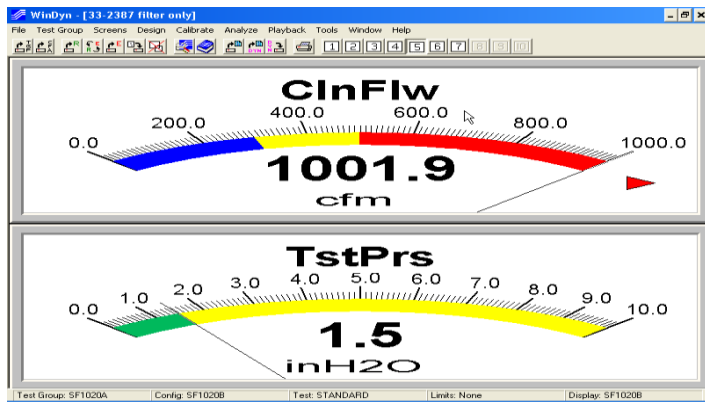 WinDyn - [33-2387 filter only]
File Test Group Screens Design Calibrate Analyze Playback Tools Window Help
1 2 3 4 5 6 7 8 9 10
ClnFlw
0.0 200.0 400.0 600.0 800.0 1000.0
1001.9
cfm
TstPrs
0.0 1.0 2.0 3.0 4.0 5.0 6.0 7.0 8.0 9.0 10.0
1.5
inH2O
Test Group: SF1020A Config: SF1020B Test: STANDARD Limits: None Display: SF1020B